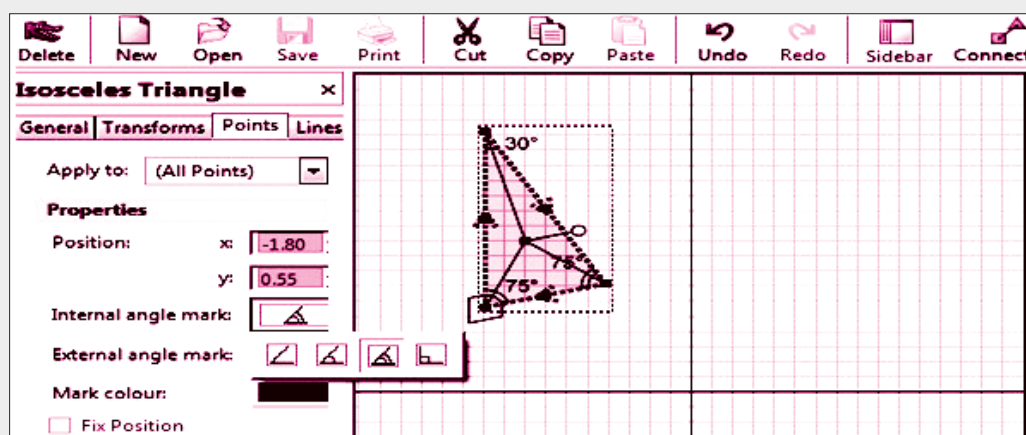 Delete New Open Save Print Cut Copy Paste Undo Redo Sidebar Connect
Isosceles Triangle ×
General Transforms Points Lines
Apply to: (All Points)
Properties
Position: x: -1.80
y: 0.55
Internal angle mark:
External angle mark:
Mark colour:
Fix Position
30°
75°
75°